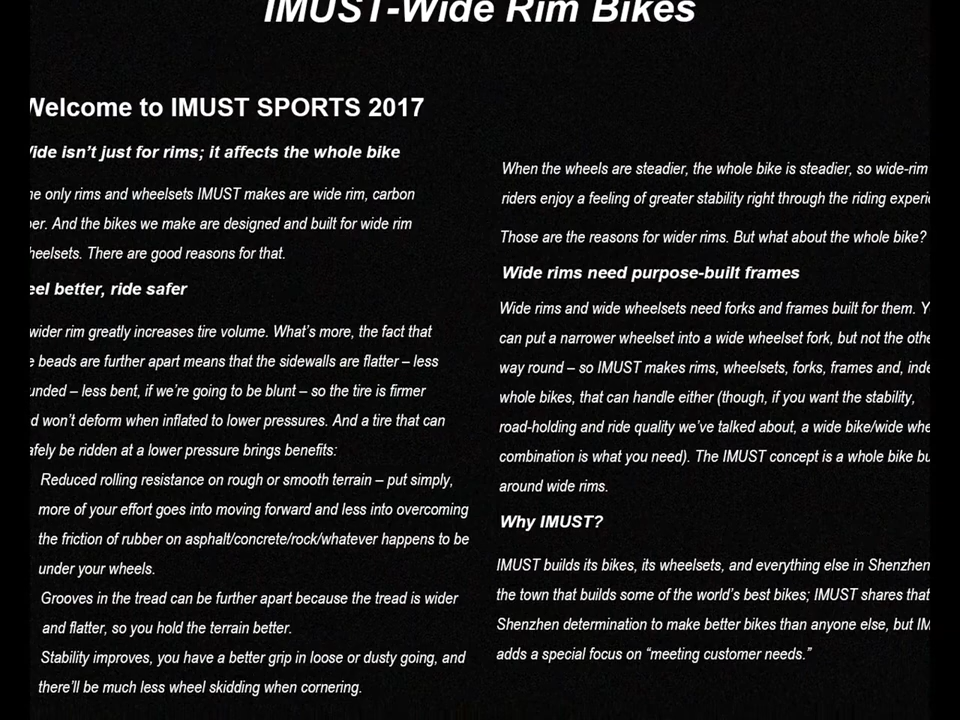 IMUST-Wide Rim Bikes
Welcome to IMUST SPORTS 2017
Wide isn't just for rims; it affects the whole bike
he only rims and wheelsets IMUST makes are wide rim, carbon
ber. And the bikes we make are designed and built for wide rim
heelsets. There are good reasons for that.
eel better, ride safer
wider rim greatly increases tire volume. What's more, the fact that
e beads are further apart means that the sidewalls are flatter – less
unded – less bent, if we're going to be blunt – so the tire is firmer
d won't deform when inflated to lower pressures. And a tire that can
afely be ridden at a lower pressure brings benefits:
Reduced rolling resistance on rough or smooth terrain – put simply,
more of your effort goes into moving forward and less into overcoming
the friction of rubber on asphalt/concrete/rock/whatever happens to be
under your wheels.
Grooves in the tread can be further apart because the tread is wider
and flatter, so you hold the terrain better.
Stability improves, you have a better grip in loose or dusty going, and
there'll be much less wheel skidding when cornering.
When the wheels are steadier, the whole bike is steadier, so wide-rim
riders enjoy a feeling of greater stability right through the riding experie
Those are the reasons for wider rims. But what about the whole bike?
Wide rims need purpose-built frames
Wide rims and wide wheelsets need forks and frames built for them. Y
can put a narrower wheelset into a wide wheelset fork, but not the othe
way round – so IMUST makes rims, wheelsets, forks, frames and, inde
whole bikes, that can handle either (though, if you want the stability,
road-holding and ride quality we've talked about, a wide bike/wide whe
combination is what you need). The IMUST concept is a whole bike bu
around wide rims.
Why IMUST?
IMUST builds its bikes, its wheelsets, and everything else in Shenzhen
the town that builds some of the world's best bikes; IMUST shares that
Shenzhen determination to make better bikes than anyone else, but IM
adds a special focus on “meeting customer needs.”